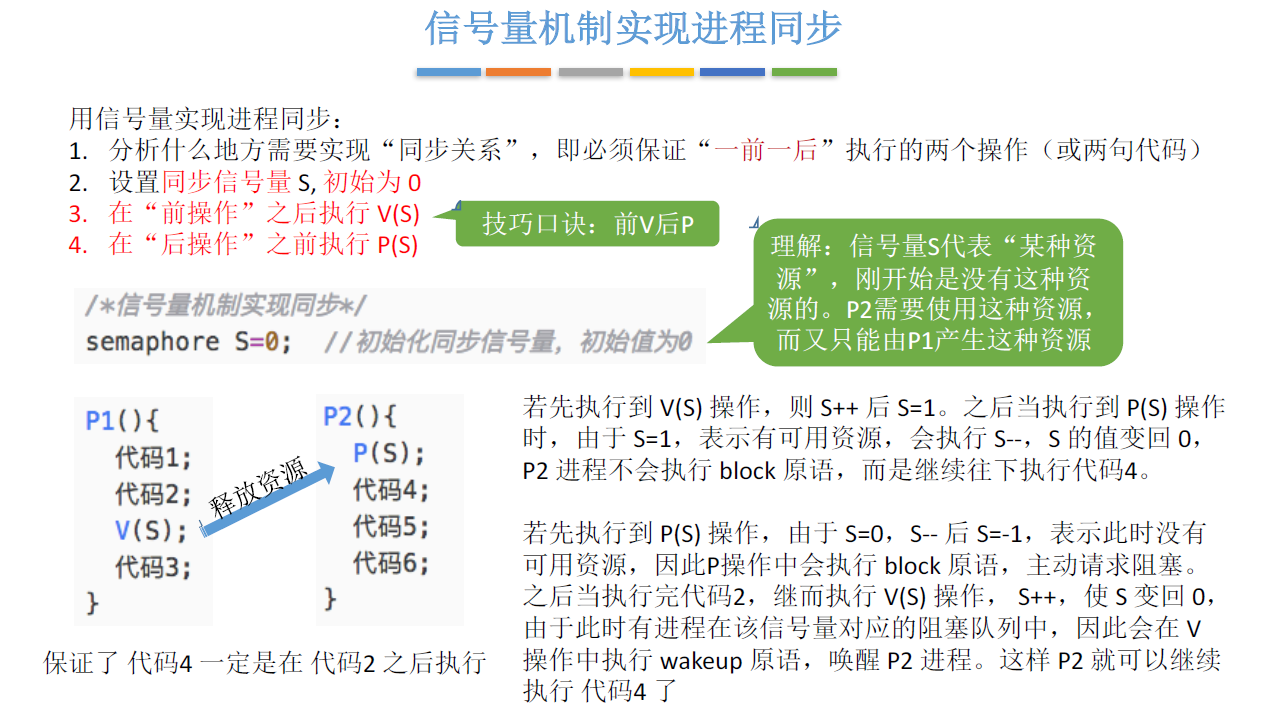 信号量机制实现进程同步
用信号量实现进程同步：
1. 分析什么地方需要实现“同步关系”，即必须保证“一前一后”执行的两个操作（或两句代码）
2. 设置同步信号量 S, 初始为 0
3. 在“前操作”之后执行 V(S)
4. 在“后操作”之前执行 P(S)
技巧口诀：前V后P
理解：信号量S代表“某种资
源”，刚开始是没有这种资
源的。P2需要使用这种资源，
而又只能由P1产生这种资源
/*信号量机制实现同步*/
semaphore S=0; //初始化同步信号量，初始值为0
P1(){
代码1;
代码2;
V(S);
代码3;
}
释放资源
P2(){
P(S);
代码4;
代码5;
代码6;
}
保证了 代码4 一定是在 代码2 之后执行
若先执行到 V(S) 操作，则 S++ 后 S=1。之后当执行到 P(S) 操作
时，由于 S=1，表示有可用资源，会执行 S--，S 的值变回 0，
P2 进程不会执行 block 原语，而是继续往下执行代码4。
若先执行到 P(S) 操作，由于 S=0，S-- 后 S=-1，表示此时没有
可用资源，因此P操作中会执行 block 原语，主动请求阻塞。
之后当执行完代码2，继而执行 V(S) 操作， S++，使 S 变回 0，
由于此时有进程在该信号量对应的阻塞队列中，因此会在 V
操作中执行 wakeup 原语，唤醒 P2 进程。这样 P2 就可以继续
执行 代码4 了